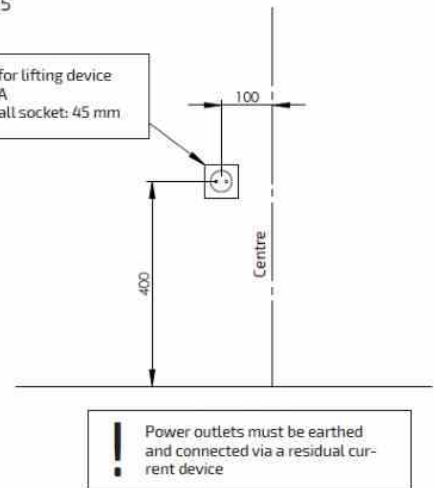 5
for lifting device
A
all socket: 45 mm
100
400
Centre
Power outlets must be earthed
and connected via a residual cur-
rent device